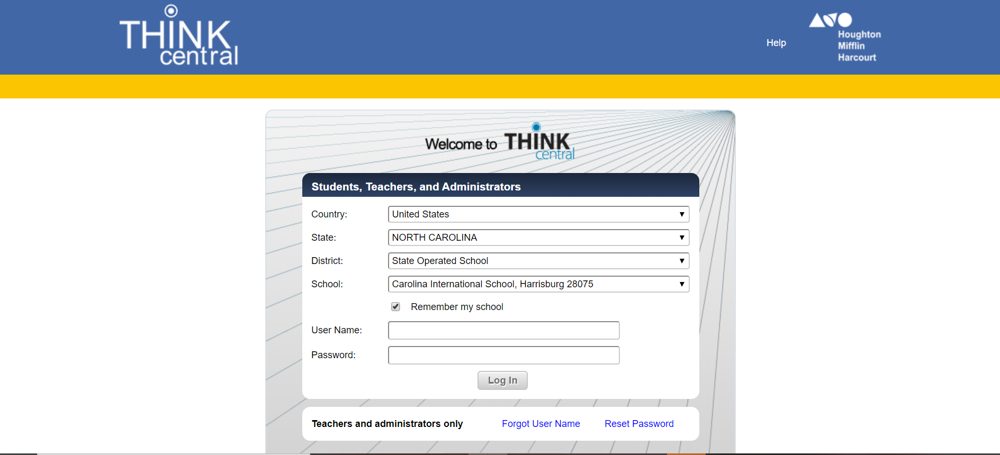 THINK
central
Help
Houghton
Mifflin
Harcourt
Welcome to THINK
central
Students, Teachers, and Administrators
Country: United States
State: NORTH CAROLINA
District: State Operated School
School: Carolina International School, Harrisburg 28075
Remember my school
User Name:
Password:
Log In
Teachers and administrators only Forgot User Name Reset Password